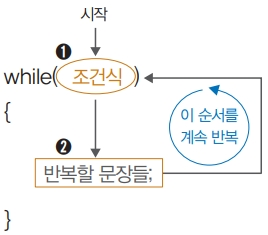 시작
❶
while(조건식)
{
이 순서를
계속 반복
❷
반복할 문장들;
}